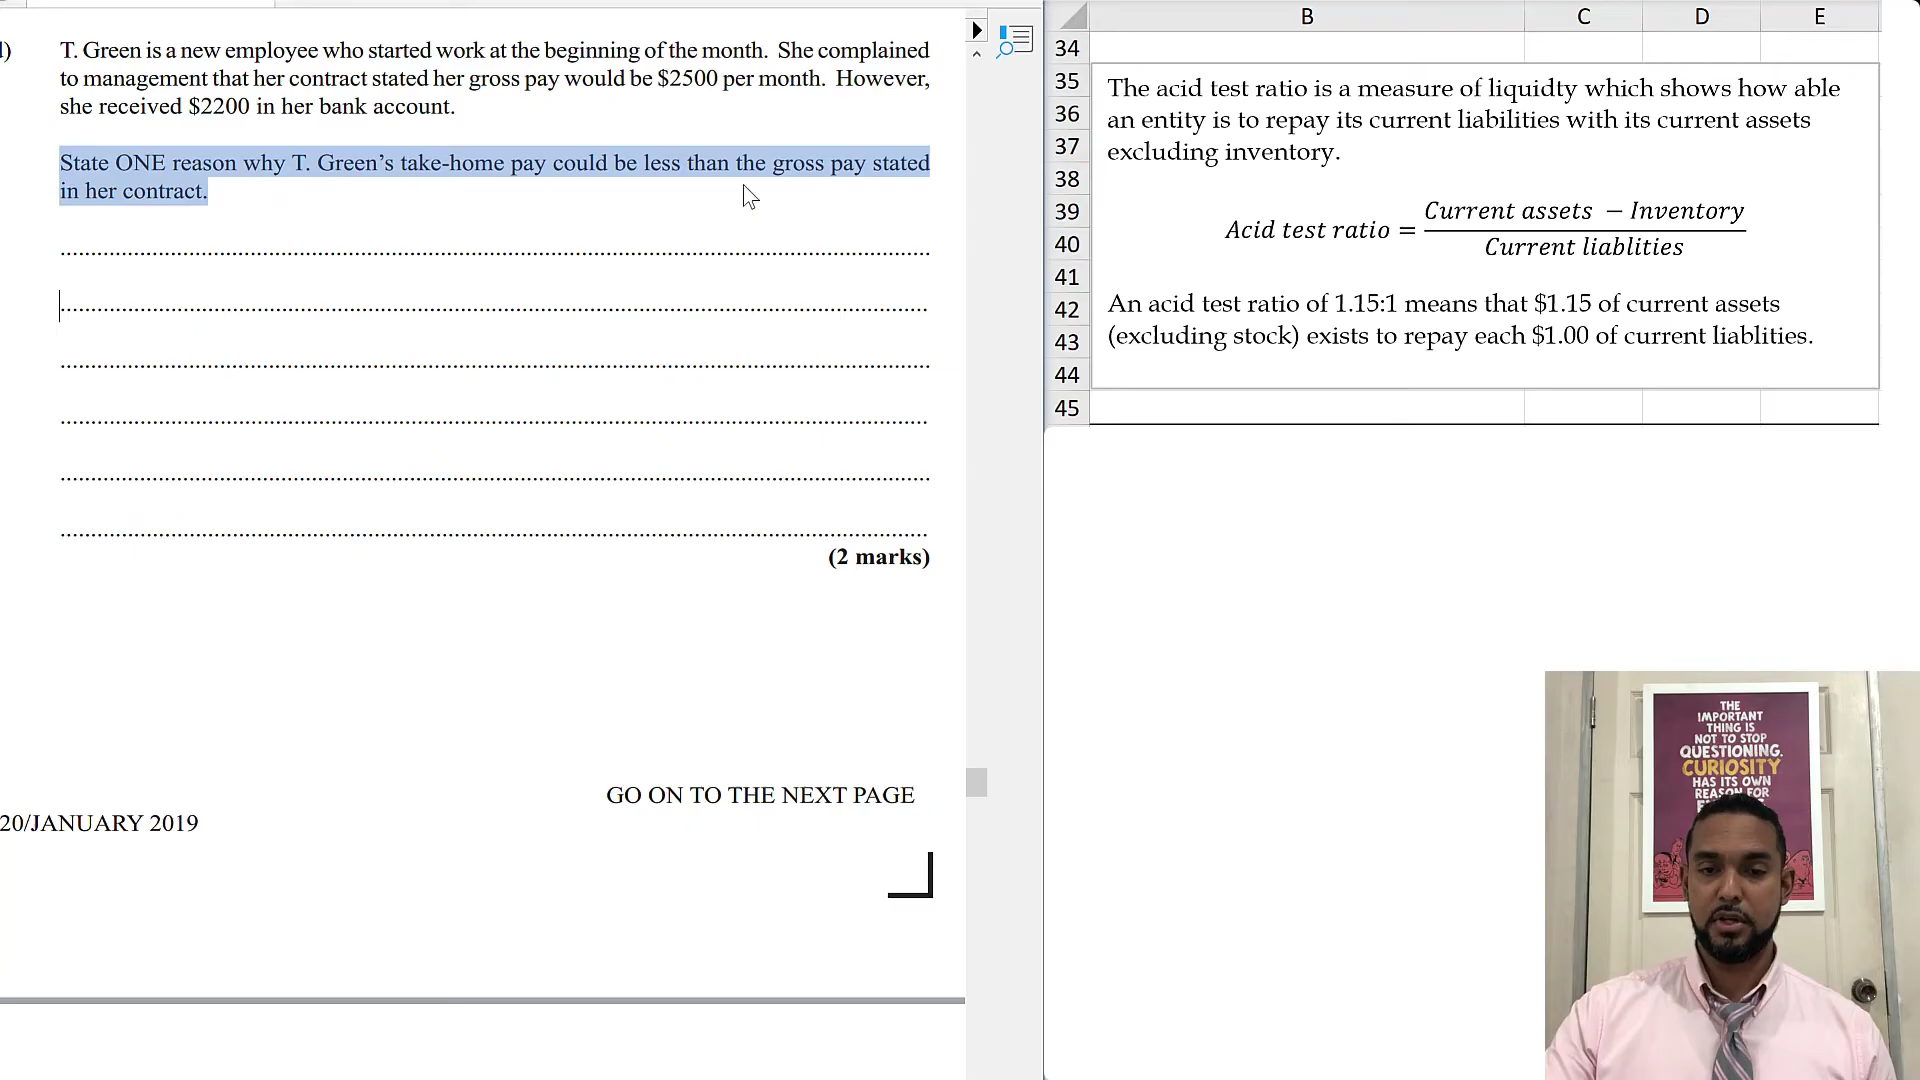 )
T. Green is a new employee who started work at the beginning of the month. She complained
to management that her contract stated her gross pay would be $2500 per month. However,
she received $2200 in her bank account.
State ONE reason why T. Green’s take-home pay could be less than the gross pay stated
in her contract.
(2 marks)
GO ON TO THE NEXT PAGE
20/JANUARY 2019
B C D E
34
35
36
37
38
39
40
41
42
43
44
45
The acid test ratio is a measure of liquidty which shows how able
an entity is to repay its current liabilities with its current assets
excluding inventory.
Acid test ratio = Current assets − Inventory
Current liablities
An acid test ratio of 1.15:1 means that $1.15 of current assets
(excluding stock) exists to repay each $1.00 of current liablities.
THE
IMPORTANT
THING IS
NOT TO STOP
QUESTIONING.
CURIOSITY
HAS ITS OWN
REASON FOR